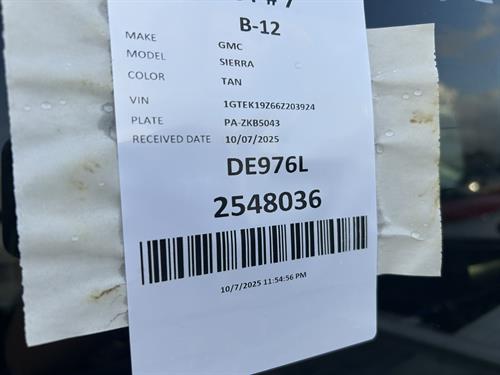 # 7
B-12
MAKE GMC
MODEL SIERRA
COLOR TAN
VIN 1GTEK19Z66Z203924
PLATE PA-ZKB5043
RECEIVED DATE 10/07/2025
DE976L
2548036
10/7/2025 11:54:56 PM